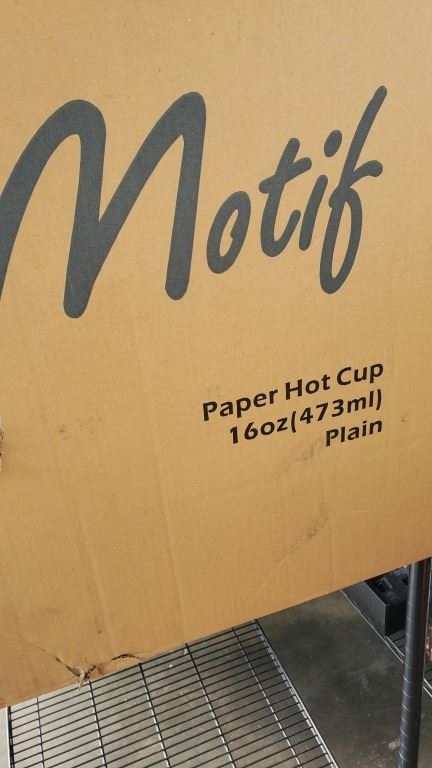 Motif
Paper Hot Cup
16oz(473ml)
Plain